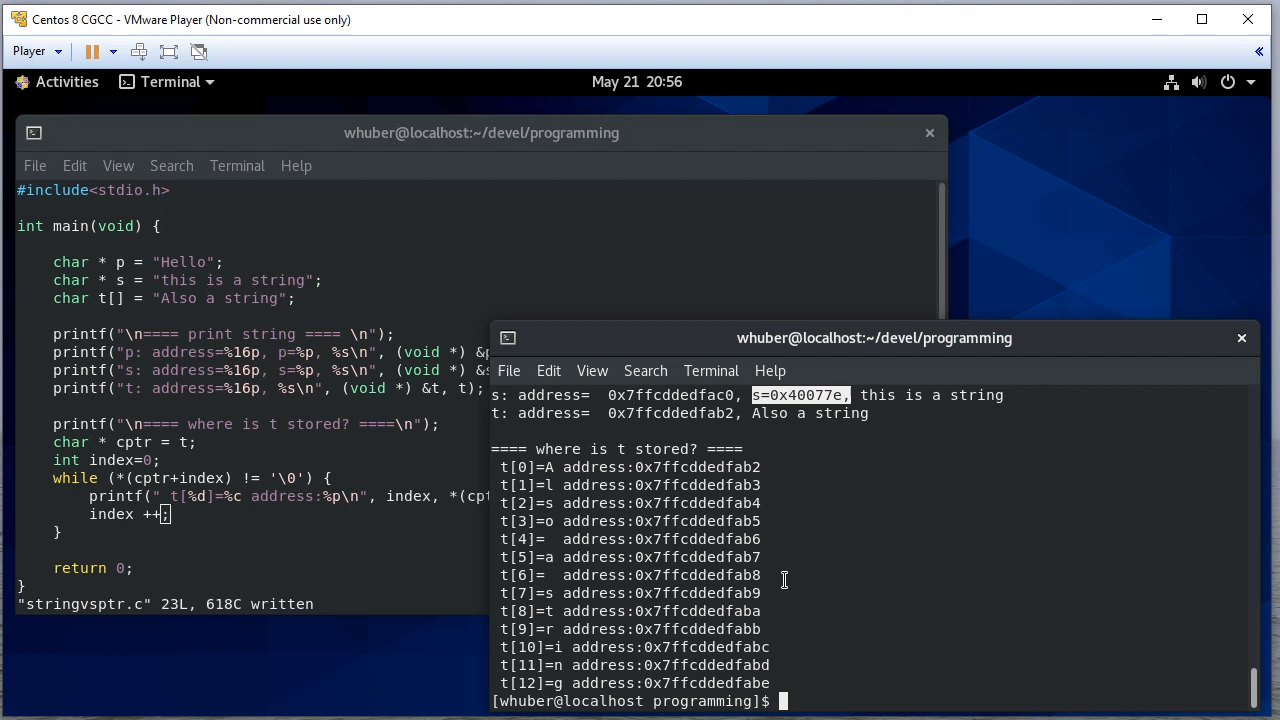 Centos 8 CGCC - VMware Player (Non-commercial use only)
Player
Activities Terminal May 21 20:56
whuber@localhost:~/devel/programming
File Edit View Search Terminal Help
#include<stdio.h>
int main(void) {
char * p = "Hello";
char * s = "this is a string";
char t[] = "Also a string";
printf("\n==== print string ==== \n");
printf("p: address=%16p, p=%p, %s\n", (void *) &p
printf("s: address=%16p, s=%p, %s\n", (void *) &s
printf("t: address=%16p, %s\n", (void *) &t, t);
printf("\n==== where is t stored? ====\n");
char * cptr = t;
int index=0;
while (*(cptr+index) != '\0') {
printf(" t[%d]=%c address:%p\n", index, *(cpt
index ++;
}
return 0;
}
"stringvsptr.c" 23L, 618C written
whuber@localhost:~/devel/programming
File Edit View Search Terminal Help
s: address=  0x7ffcddedfac0, s=0x40077e, this is a string
t: address=  0x7ffcddedfab2, Also a string
==== where is t stored? ====
t[0]=A address:0x7ffcddedfab2
t[1]=l address:0x7ffcddedfab3
t[2]=s address:0x7ffcddedfab4
t[3]=o address:0x7ffcddedfab5
t[4]=  address:0x7ffcddedfab6
t[5]=a address:0x7ffcddedfab7
t[6]=  address:0x7ffcddedfab8
t[7]=s address:0x7ffcddedfab9
t[8]=t address:0x7ffcddedfaba
t[9]=r address:0x7ffcddedfabb
t[10]=i address:0x7ffcddedfabc
t[11]=n address:0x7ffcddedfabd
t[12]=g address:0x7ffcddedfabe
[whuber@localhost programming]$